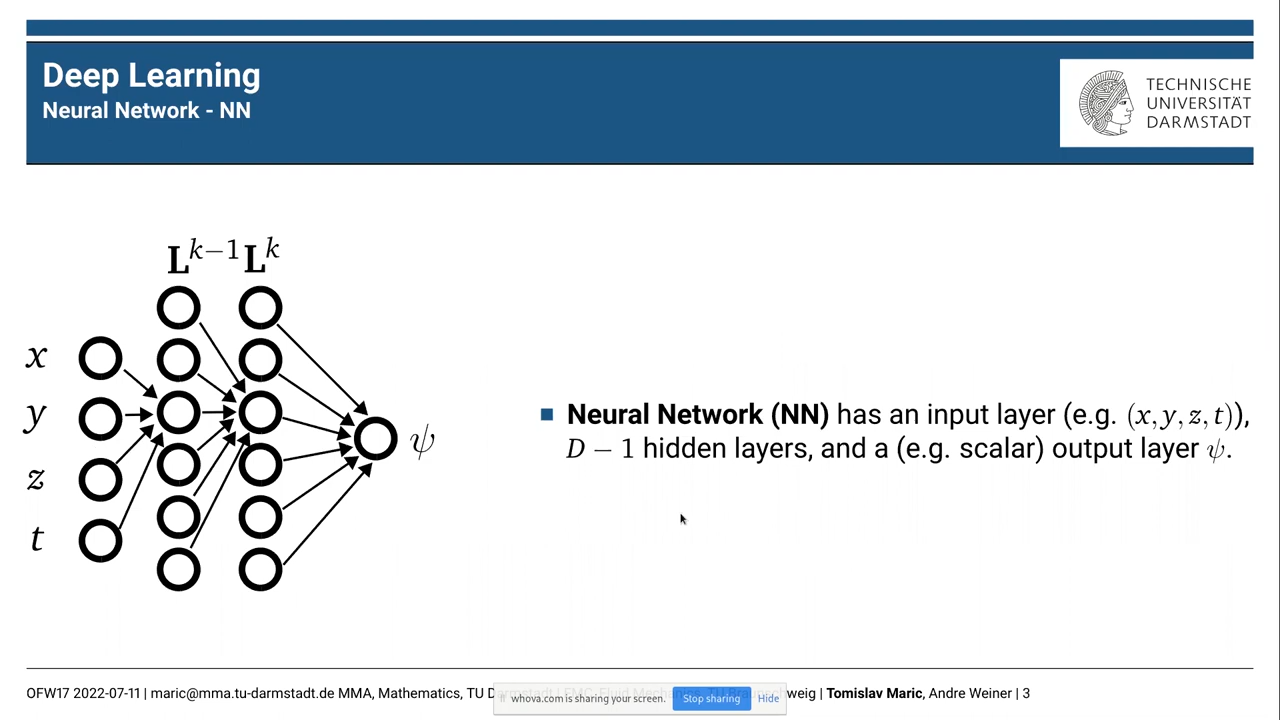 Deep Learning
Neural Network - NN
TECHNISCHE
UNIVERSITÄT
DARMSTADT
L^{k−1} L^{k}
x
y
z
t
ψ
■ Neural Network (NN) has an input layer (e.g. (x, y, z, t)),
D − 1 hidden layers, and a (e.g. scalar) output layer ψ.
OFW17 2022-07-11 | maric@mma.tu-darmstadt.de MMA, Mathematics, TU weig | Tomislav Maric, Andre Weiner | 3
whova.com is sharing your screen. Stop sharing Hide